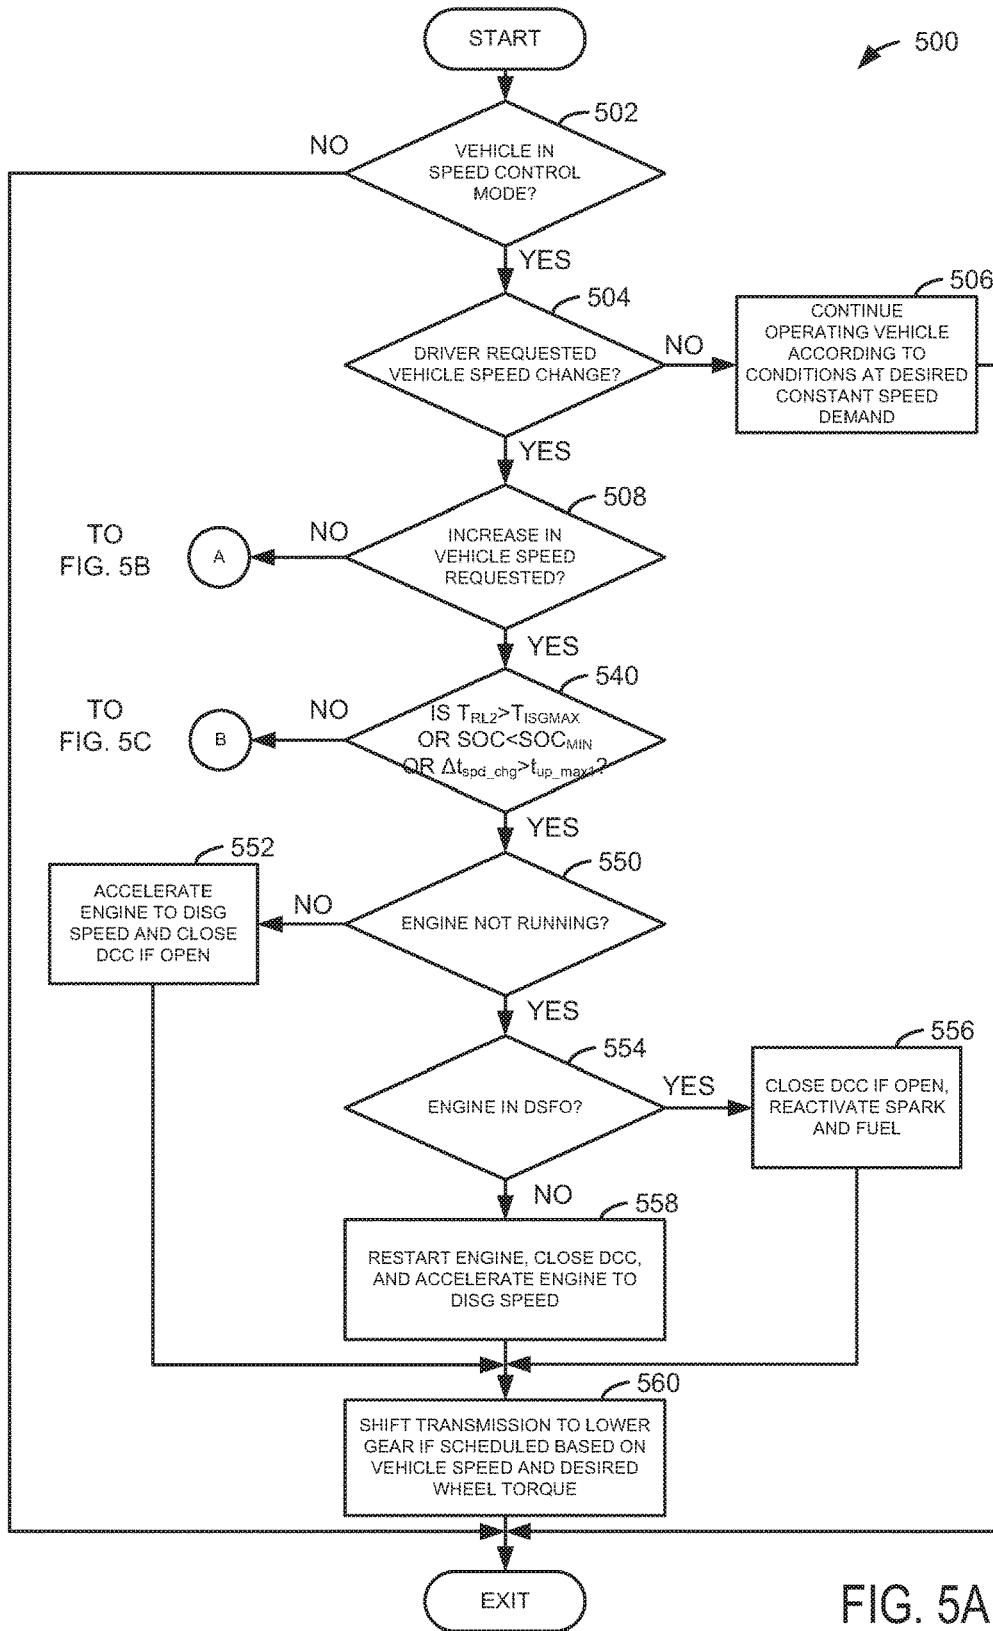 START
500
502
NO
VEHICLE IN
SPEED CONTROL
MODE?
YES
504
506
DRIVER REQUESTED
VEHICLE SPEED CHANGE?
NO
CONTINUE
OPERATING VEHICLE
ACCORDING TO
CONDITIONS AT DESIRED
CONSTANT SPEED
DEMAND
YES
508
TO
FIG. 5B
A
NO
INCREASE IN
VEHICLE SPEED
REQUESTED?
YES
540
TO
FIG. 5C
B
NO
IS T_RL2>T_ISGMAX
OR SOC<SOC_MIN
OR Δt_spd_chg>t_up_max1?
YES
552
550
ACCELERATE
ENGINE TO DISG
SPEED AND CLOSE
DCC IF OPEN
NO
ENGINE NOT RUNNING?
YES
554
556
ENGINE IN DSFO?
YES
CLOSE DCC IF OPEN,
REACTIVATE SPARK
AND FUEL
NO
558
RESTART ENGINE, CLOSE DCC,
AND ACCELERATE ENGINE TO
DISG SPEED
560
SHIFT TRANSMISSION TO LOWER
GEAR IF SCHEDULED BASED ON
VEHICLE SPEED AND DESIRED
WHEEL TORQUE
EXIT
FIG. 5A